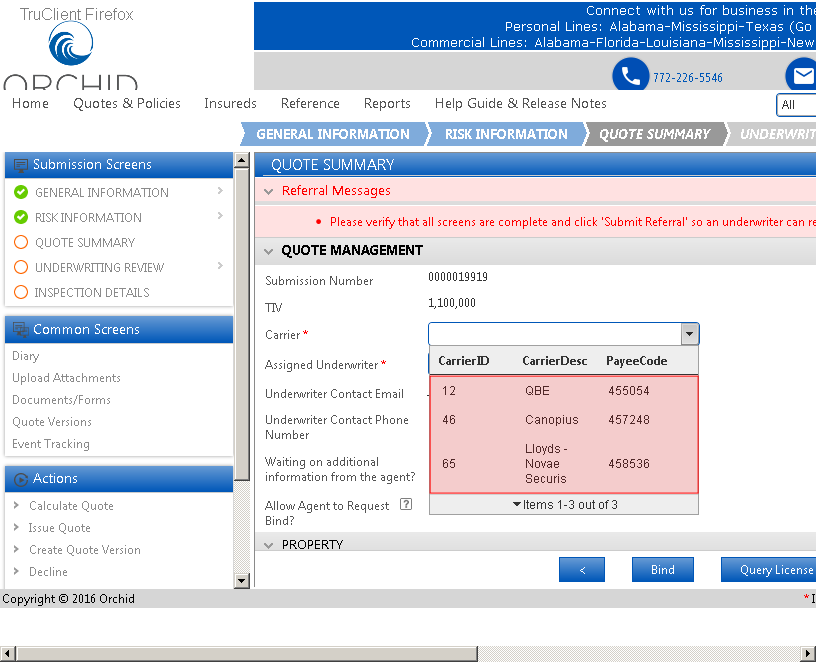 TruClient Firefox
ORCHID
Connect with us for business in the
Personal Lines: Alabama-Mississippi-Texas (Go
Commercial Lines: Alabama-Florida-Louisiana-Mississippi-New
772-226-5546
Home Quotes & Policies Insureds Reference Reports Help Guide & Release Notes All
GENERAL INFORMATION RISK INFORMATION QUOTE SUMMARY UNDERWRIT
Submission Screens
GENERAL INFORMATION
RISK INFORMATION
QUOTE SUMMARY
UNDERWRITING REVIEW
INSPECTION DETAILS
Common Screens
Diary
Upload Attachments
Documents/Forms
Quote Versions
Event Tracking
Actions
Calculate Quote
Issue Quote
Create Quote Version
Decline
QUOTE SUMMARY
Referral Messages
• Please verify that all screens are complete and click 'Submit Referral' so an underwriter can re
QUOTE MANAGEMENT
Submission Number 0000019919
TIV 1,100,000
Carrier *
Assigned Underwriter *
Underwriter Contact Email
Underwriter Contact Phone
Number
Waiting on additional
information from the agent?
Allow Agent to Request ?
Bind?
CarrierID CarrierDesc PayeeCode
12 QBE 455054
46 Canopius 457248
65 Lloyds - 458536
Novae
Securis
Items 1-3 out of 3
PROPERTY
< Bind Query License
Copyright © 2016 Orchid * I